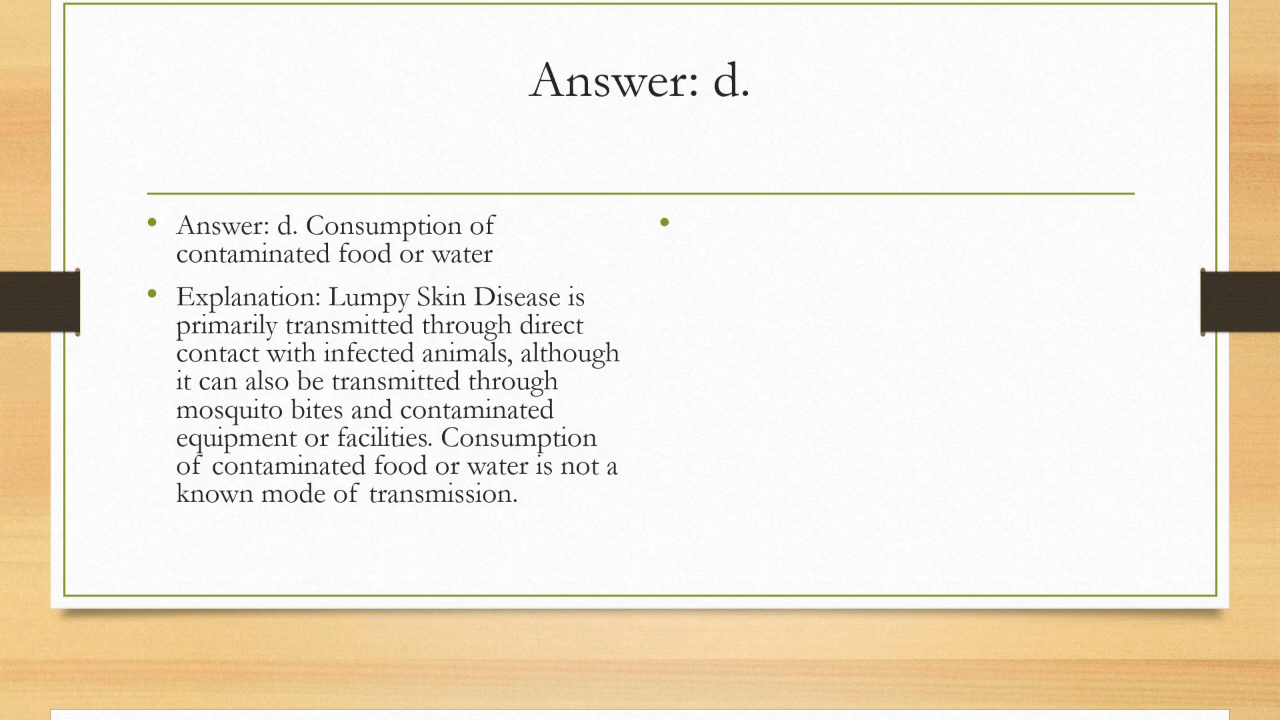 Answer: d.
• Answer: d. Consumption of
contaminated food or water
• Explanation: Lumpy Skin Disease is
primarily transmitted through direct
contact with infected animals, although
it can also be transmitted through
mosquito bites and contaminated
equipment or facilities. Consumption
of contaminated food or water is not a
known mode of transmission.
•